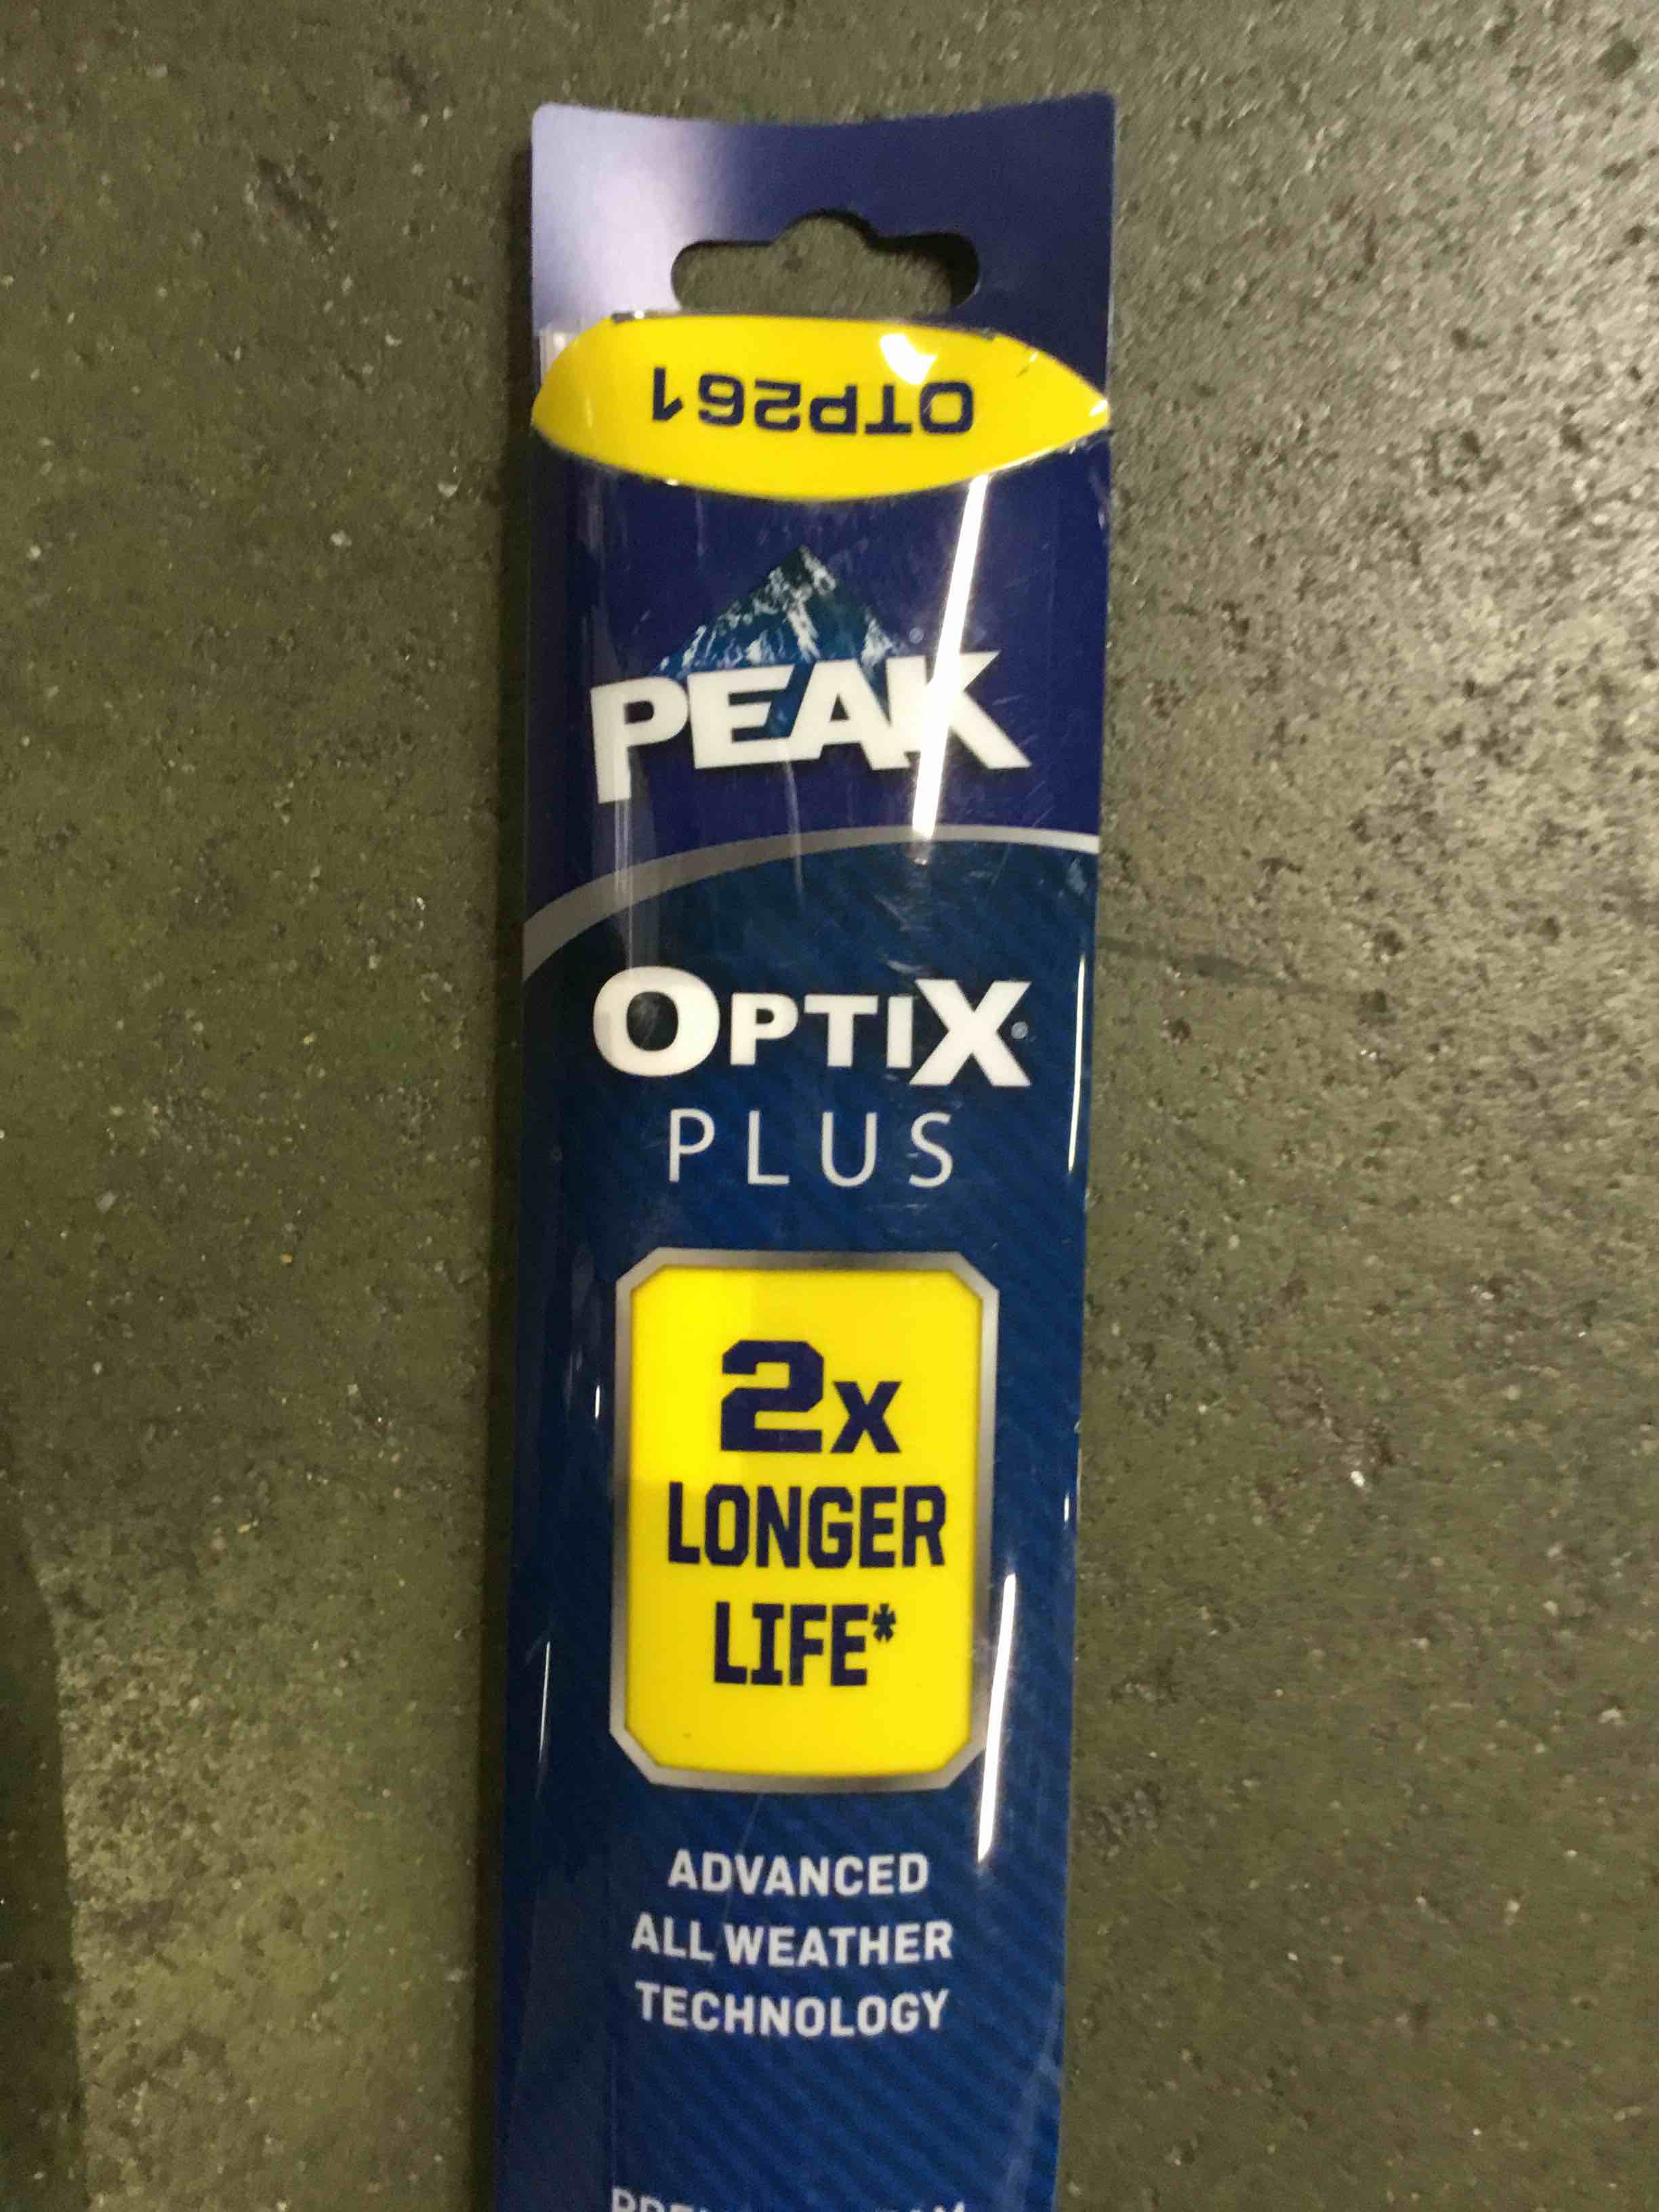 OTP261
PEAK
OPTIX
PLUS
2x
LONGER
LIFE*
ADVANCED
ALL WEATHER
TECHNOLOGY